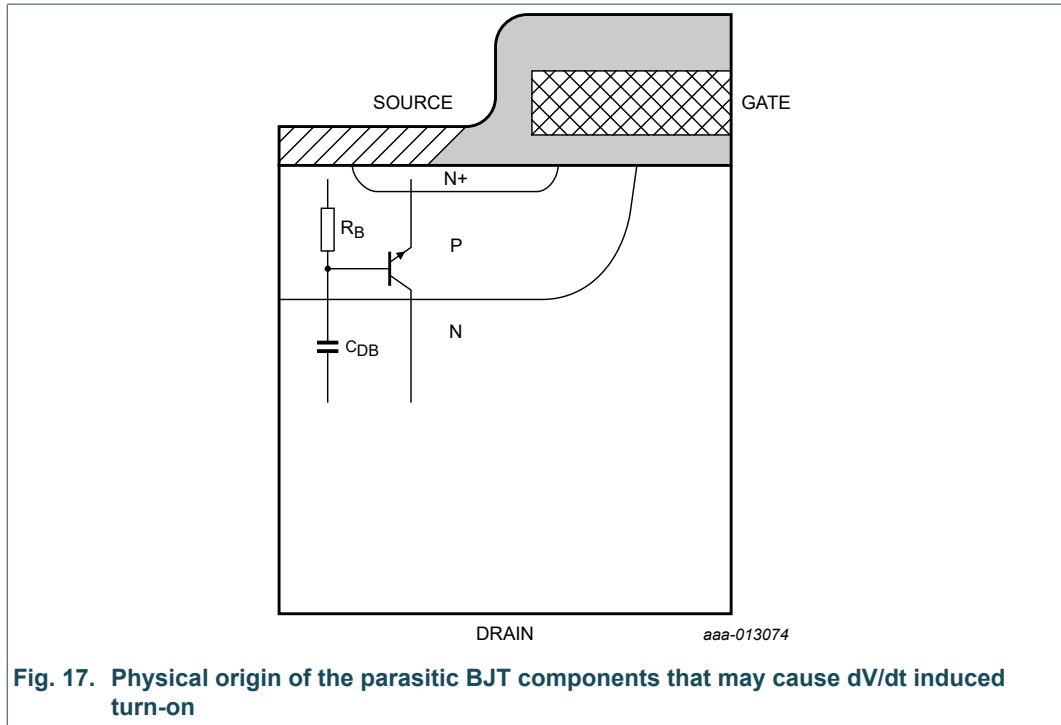 SOURCE
GATE
N+
RB
P
N
CDB
DRAIN
aaa-013074
Fig. 17. Physical origin of the parasitic BJT components that may cause dV/dt induced
turn-on